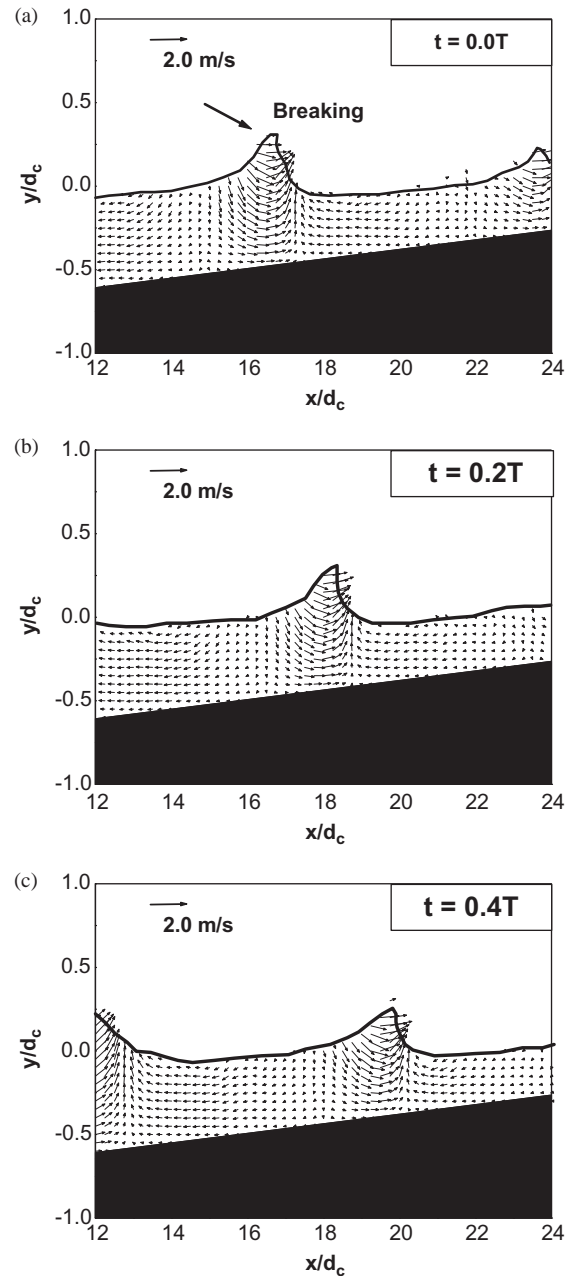 (a)
1.0
0.5
0.0
-0.5
-1.0
y/d_c
2.0 m/s
t = 0.0T
Breaking
12 14 16 18 20 22 24
x/d_c
(b)
1.0
0.5
0.0
-0.5
-1.0
y/d_c
2.0 m/s
t = 0.2T
12 14 16 18 20 22 24
x/d_c
(c)
1.0
0.5
0.0
-0.5
-1.0
y/d_c
2.0 m/s
t = 0.4T
12 14 16 18 20 22 24
x/d_c